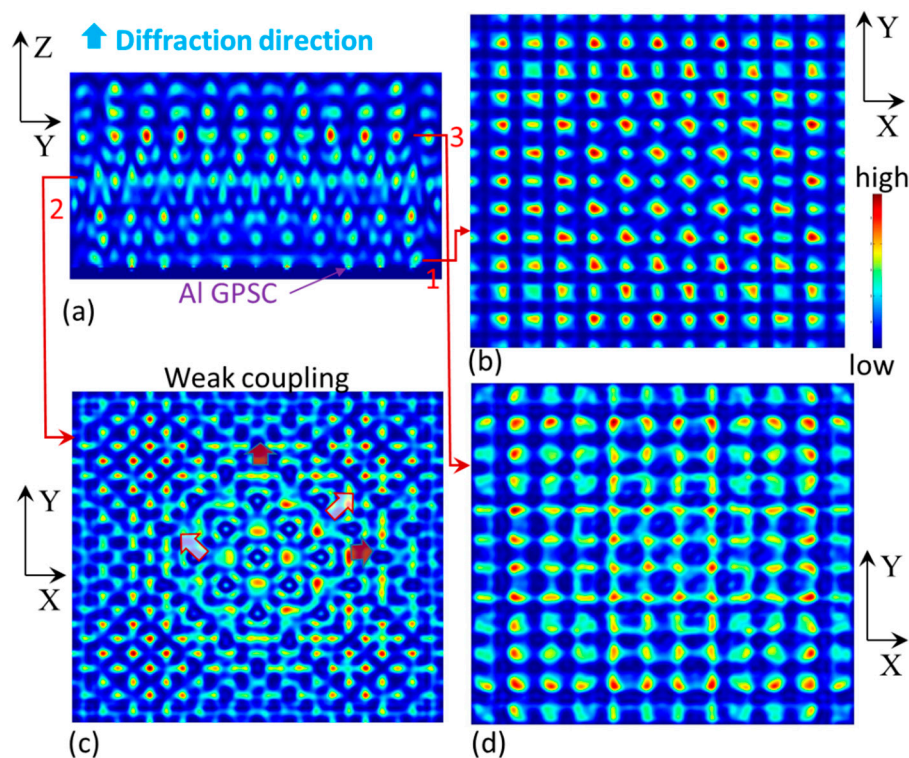 Diffraction direction
Z
Y
3
2
1
Al GPSC
(a)
Y
X
high
low
(b)
Weak coupling
Y
X
(c)
Y
X
(d)